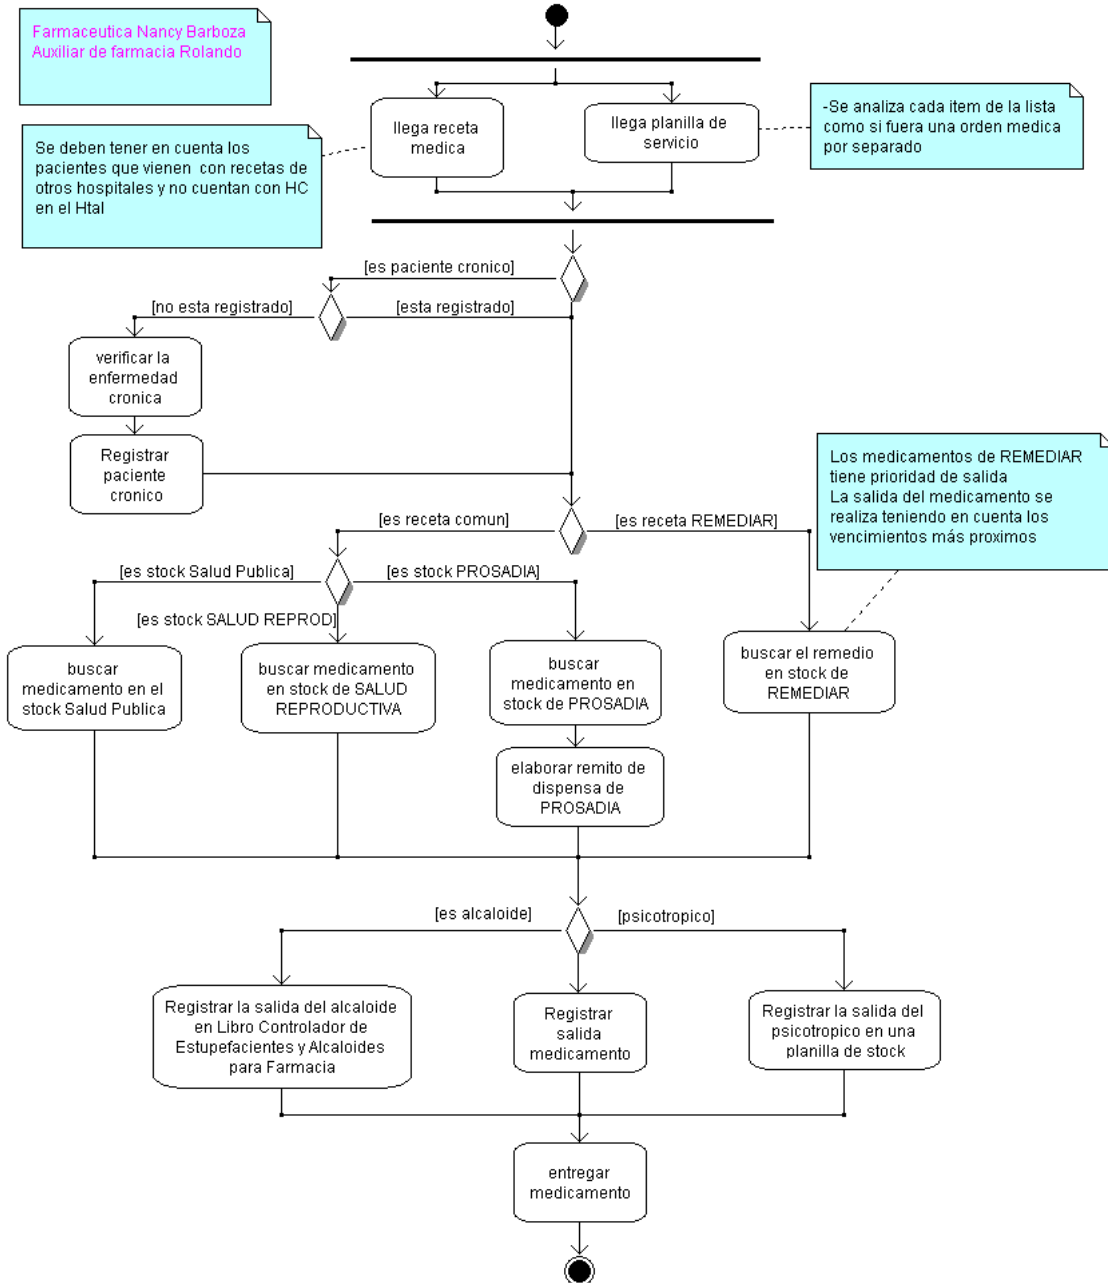 Farmaceutica Nancy Barboza
Auxiliar de farmacia Rolando
Se deben tener en cuenta los
pacientes que vienen con recetas de
otros hospitales y no cuentan con HC
en el Htal
llega receta
medica
llega planilla de
servicio
-Se analiza cada item de la lista
como si fuera una orden medica
por separado
[es paciente cronico]
[no esta registrado]
[esta registrado]
verificar la
enfermedad
cronica
Registrar
paciente
cronico
Los medicamentos de REMEDIAR
tiene prioridad de salida
La salida del medicamento se
realiza teniendo en cuenta los
vencimientos más proximos
[es receta comun]
[es receta REMEDIAR]
[es stock Salud Publica]
[es stock PROSADIA]
[es stock SALUD REPROD]
buscar
medicamento en el
stock Salud Publica
buscar medicamento
en stock de SALUD
REPRODUCTIVA
buscar
medicamento en
stock de PROSADIA
buscar el remedio
en stock de
REMEDIAR
elaborar remito de
dispensa de
PROSADIA
[es alcaloide]
[psicotropico]
Registrar la salida del alcaloide
en Libro Controlador de
Estupefacientes y Alcaloides
para Farmacia
Registrar
salida
medicamento
Registrar la salida del
psicotropico en una
planilla de stock
entregar
medicamento